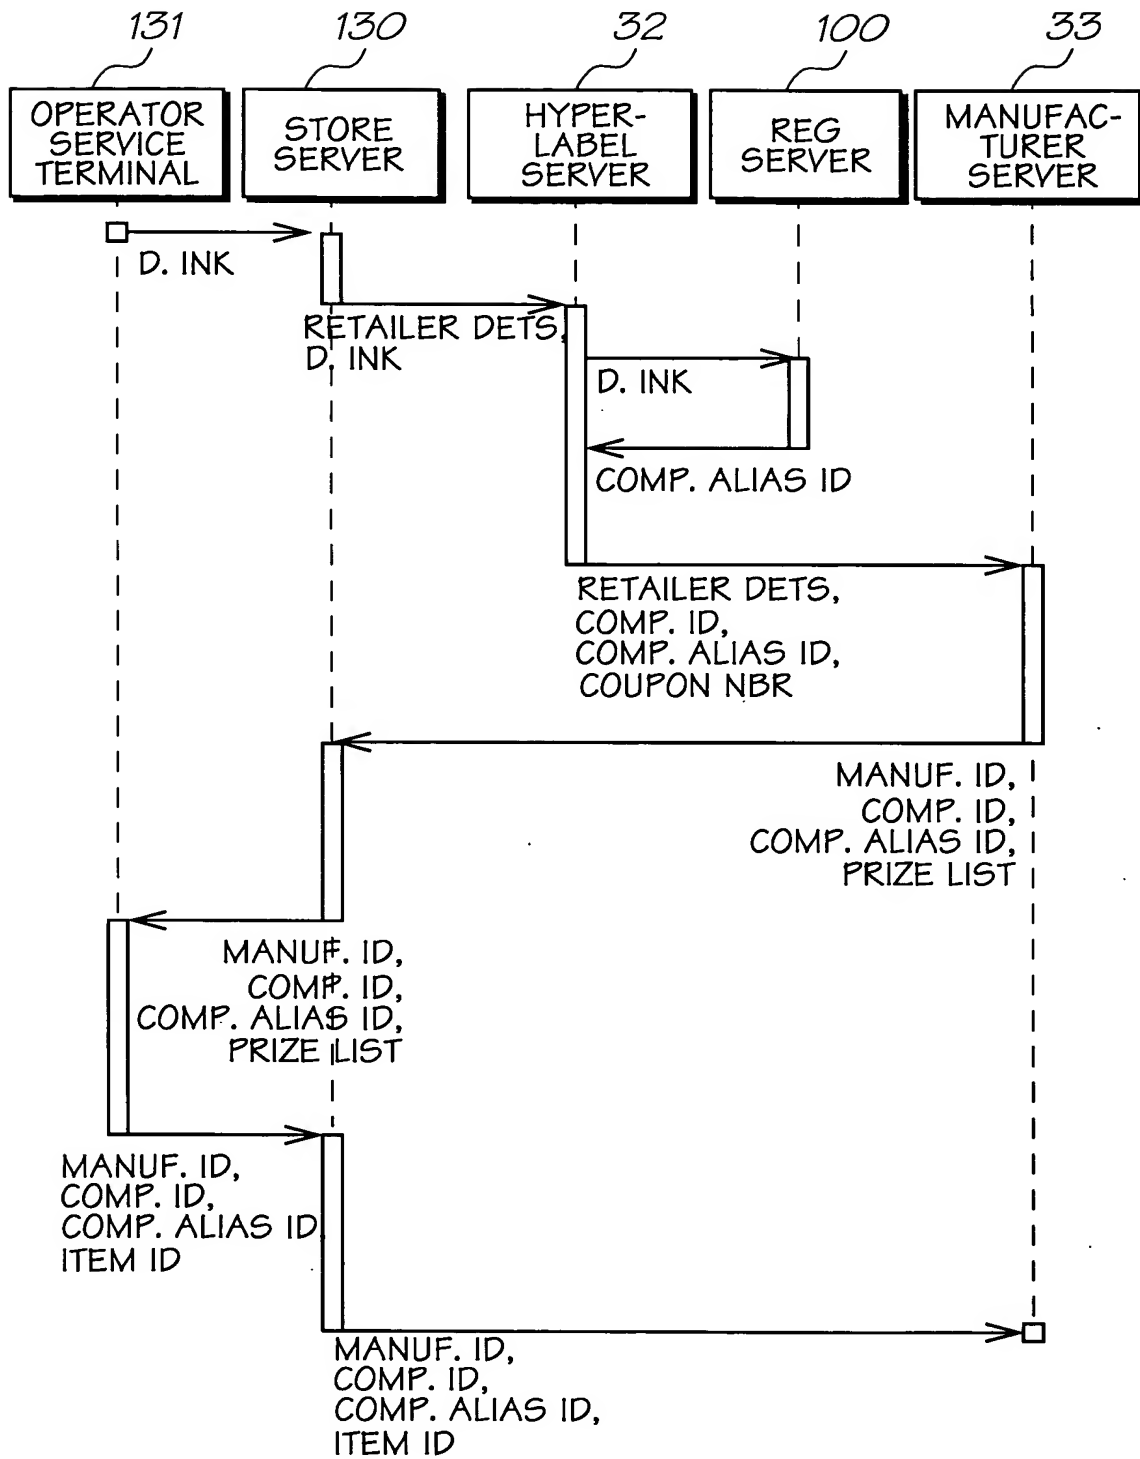 131
130
32
100
33
OPERATOR
SERVICE
TERMINAL
STORE
SERVER
HYPER-
LABEL
SERVER
REG
SERVER
MANUFAC-
TURER
SERVER
D. INK
RETAILER DETS,
D. INK
D. INK
COMP. ALIAS ID
RETAILER DETS,
COMP. ID,
COMP. ALIAS ID,
COUPON NBR
MANUF. ID,
COMP. ID,
COMP. ALIAS ID,
PRIZE LIST
MANUF. ID,
COMP. ID,
COMP. ALIAS ID,
PRIZE LIST
MANUF. ID,
COMP. ID,
COMP. ALIAS ID
ITEM ID
MANUF. ID,
COMP. ID,
COMP. ALIAS ID,
ITEM ID